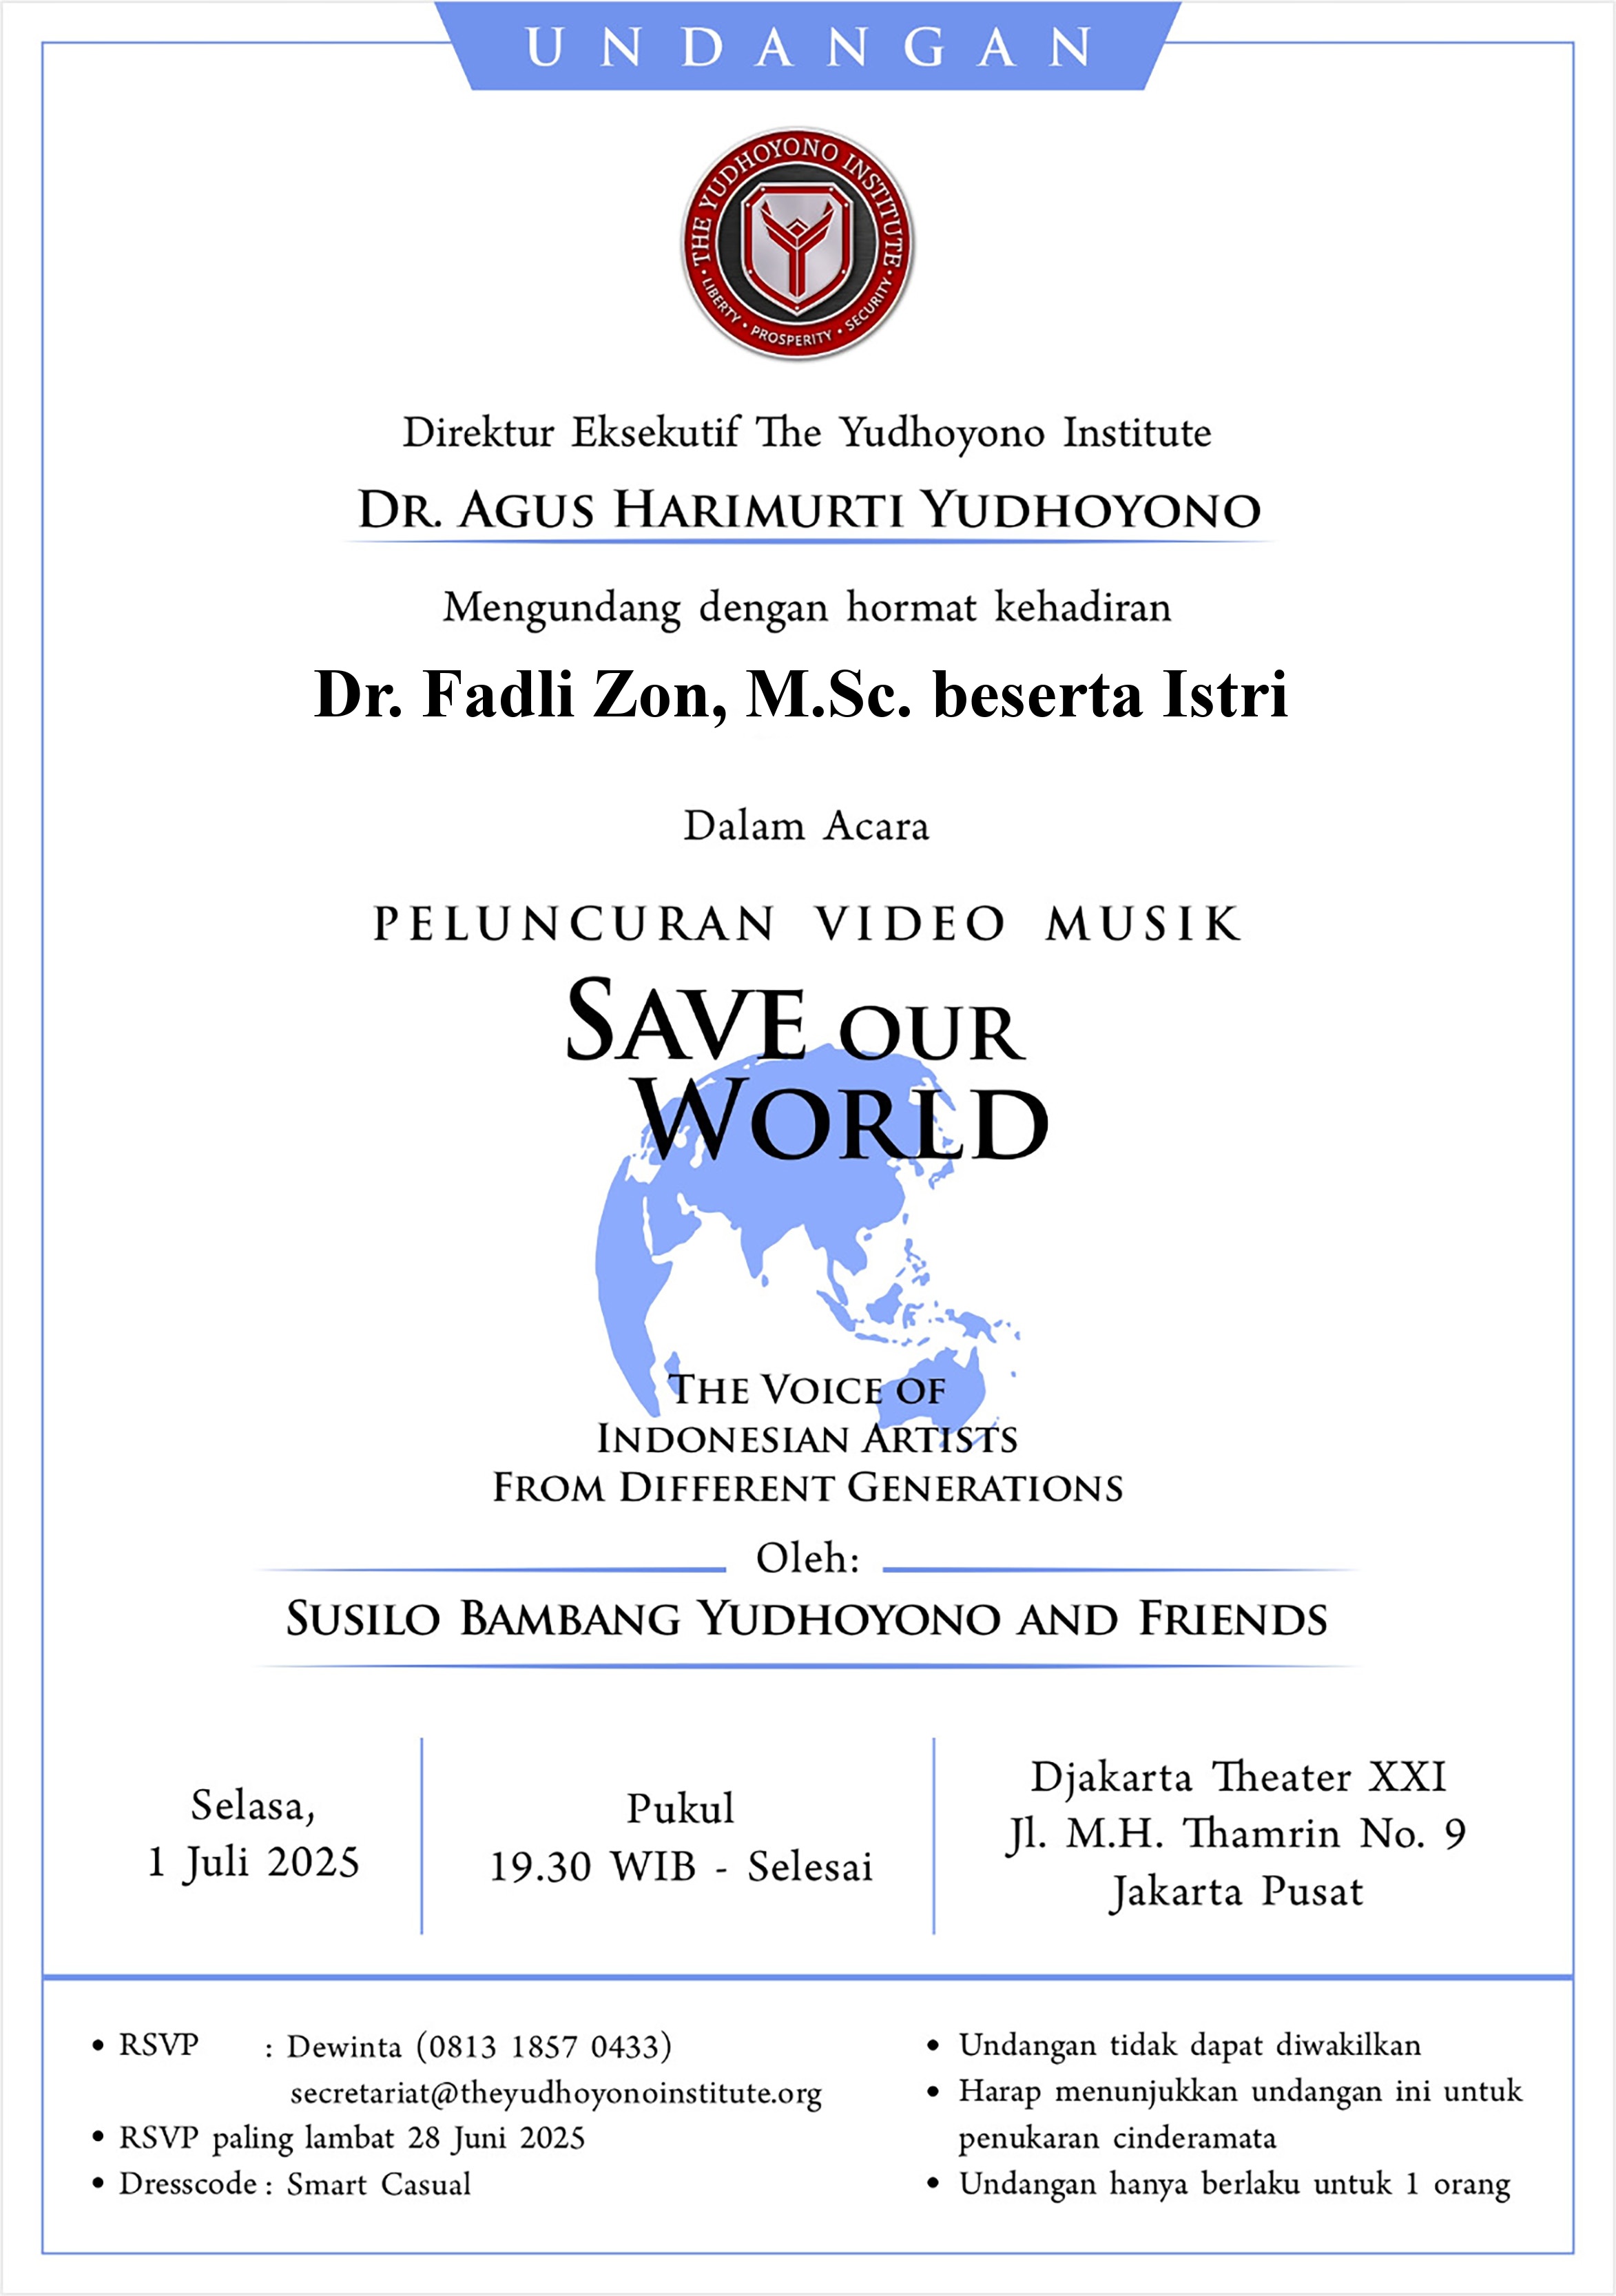 UNDANGAN
THE YUDHOYONO INSTITUTE
LIBERTY • PROSPERITY • SECURITY
Direktur Eksekutif The Yudhoyono Institute
DR. AGUS HARIMURTI YUDHOYONO
Mengundang dengan hormat kehadiran
Dr. Fadli Zon, M.Sc. beserta Istri
Dalam Acara
PELUNCURAN VIDEO MUSIK
SAVE OUR
WORLD
THE VOICE OF
INDONESIAN ARTISTS
FROM DIFFERENT GENERATIONS
Oleh:
SUSILO BAMBANG YUDHOYONO AND FRIENDS
Selasa,
1 Juli 2025
Pukul
19.30 WIB - Selesai
Djakarta Theater XXI
Jl. M.H. Thamrin No. 9
Jakarta Pusat
• RSVP : Dewinta (0813 1857 0433)
secretariat@theyudhoyonoinstitute.org
• RSVP paling lambat 28 Juni 2025
• Dresscode : Smart Casual
• Undangan tidak dapat diwakilkan
• Harap menunjukkan undangan ini untuk
penukaran cinderamata
• Undangan hanya berlaku untuk 1 orang